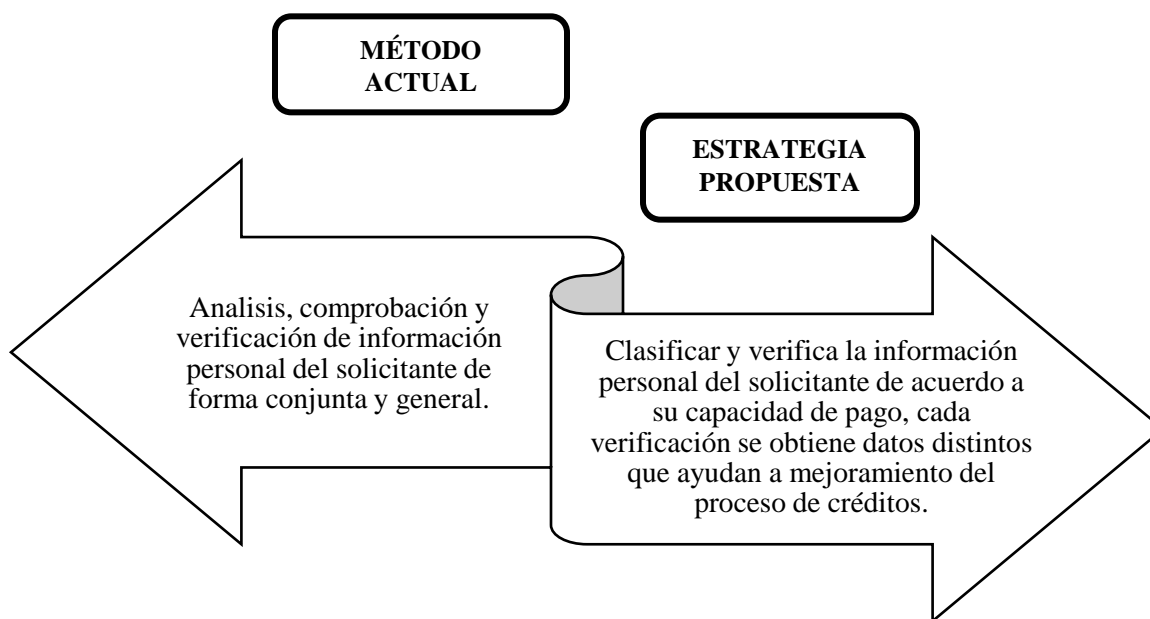 MÉTODO
ACTUAL
ESTRATEGIA
PROPUESTA
Analisis, comprobación y
verificación de información
personal del solicitante de
forma conjunta y general.
Clasificar y verifica la información
personal del solicitante de acuerdo a
su capacidad de pago, cada
verificación se obtiene datos distintos
que ayudan a mejoramiento del
proceso de créditos.